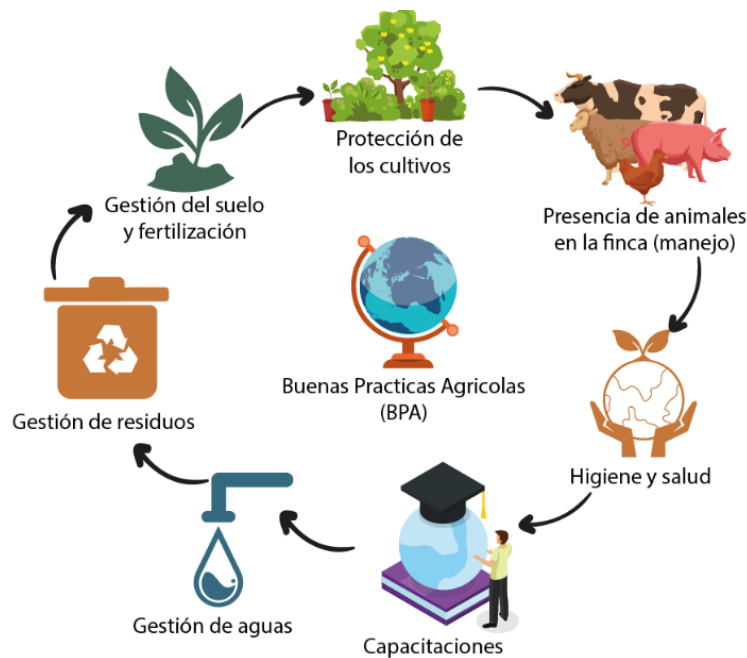 Protección de
los cultivos
Gestión del suelo
y fertilización
Presencia de animales
en la finca (manejo)
Buenas Practicas Agricolas
(BPA)
Gestión de residuos
Higiene y salud
Gestión de aguas
Capacitaciones